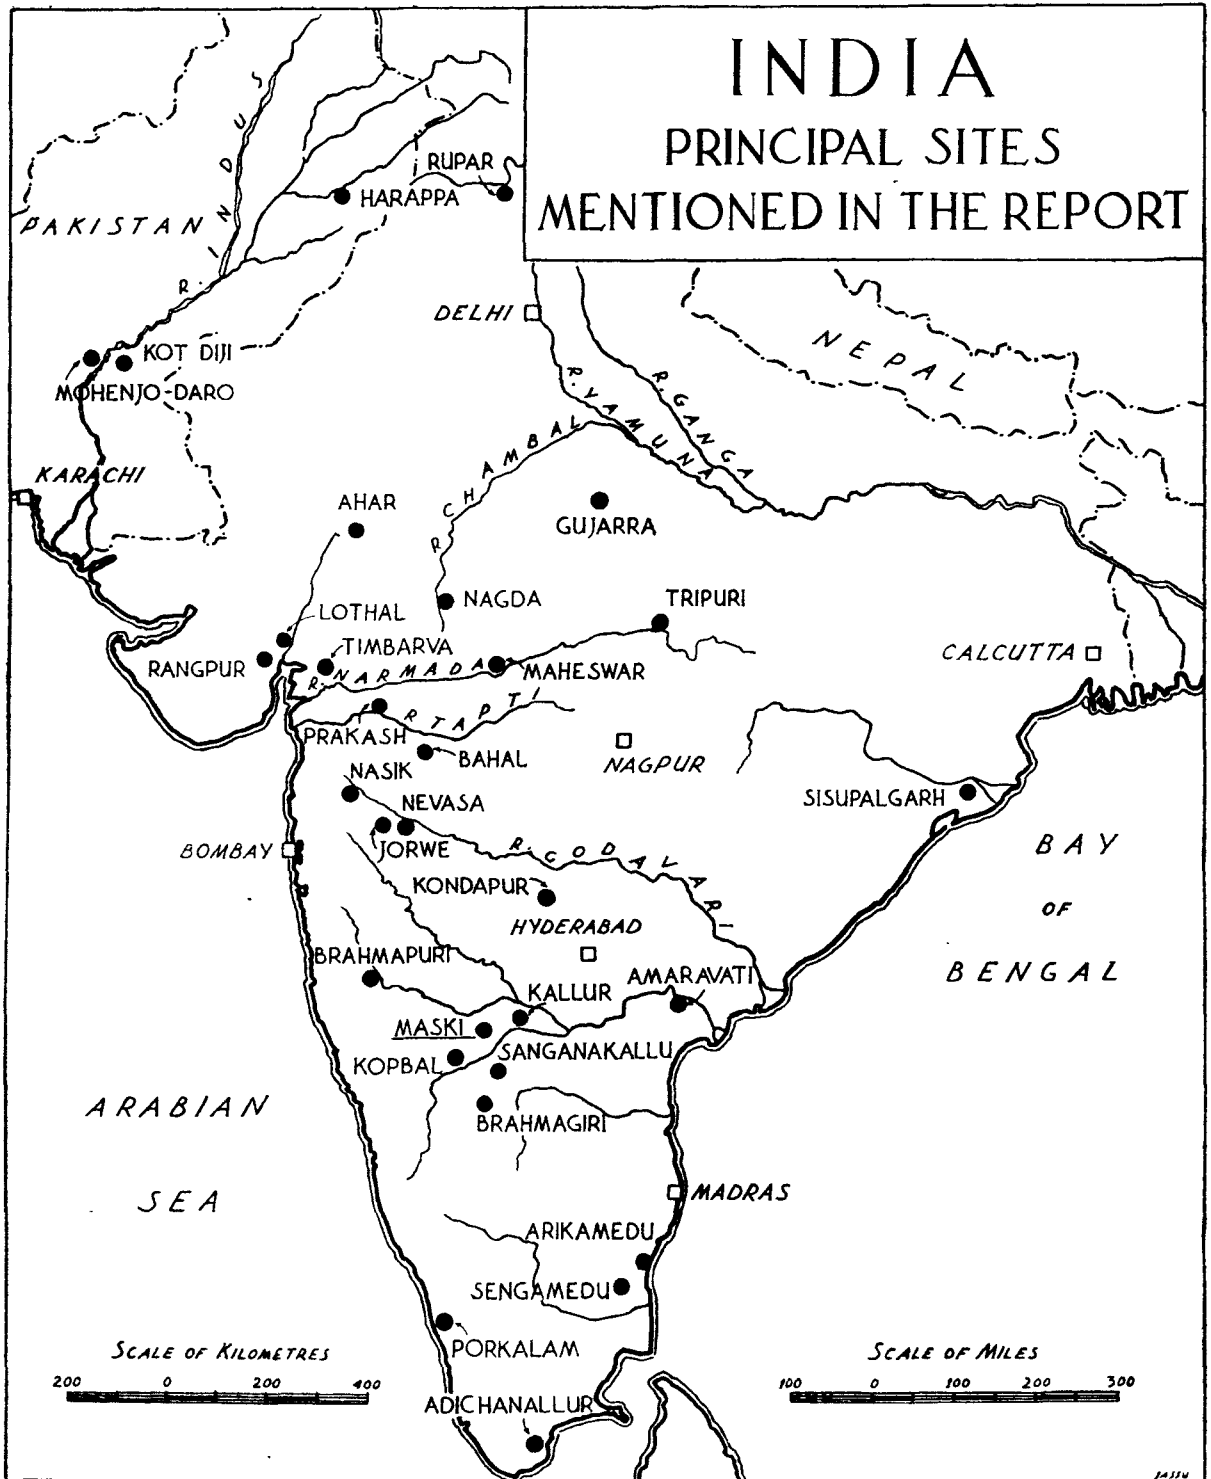 INDIA
PRINCIPAL SITES
MENTIONED IN THE REPORT
R. INDUS
RUPAR
HARAPPA
PAKISTAN
DELHI
NEPAL
KOT DIJI
MOHENJO-DARO
R. YAMUNA
R. GANGA
R CHAMBAL
KARACHI
AHAR
GUJARRA
NAGDA
TRIPURI
LOTHAL
TIMBARVA
CALCUTTA
RANGPUR
R. NARMADA
MAHESWAR
R TAPTI
PRAKASH
BAHAL
NAGPUR
NASIK
SISUPALGARH
NEVASA
JORWE
BOMBAY
R. GODAVARI
BAY
OF
BENGAL
KONDAPUR
HYDERABAD
BRAHMAPURI
AMARAVATI
KALLUR
MASKI
SANGANAKALLU
KOPBAL
ARABIAN
SEA
BRAHMAGIRI
MADRAS
ARIKAMEDU
SENGAMEDU
PORKALAM
SCALE OF KILOMETRES
200 0 200 400
SCALE OF MILES
100 0 100 300
ADICHANALLUR